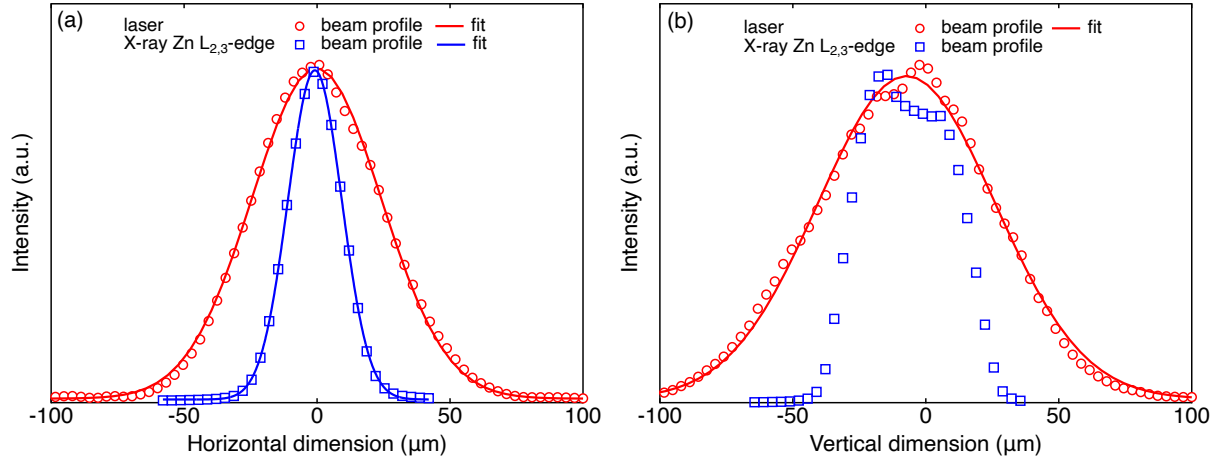 (a)
laser beam profile fit
X-ray Zn L2,3-edge beam profile fit
Intensity (a.u.)
-100 -50 0 50 100
Horizontal dimension (µm)
(b)
laser beam profile fit
X-ray Zn L2,3-edge beam profile
Intensity (a.u.)
-100 -50 0 50 100
Vertical dimension (µm)